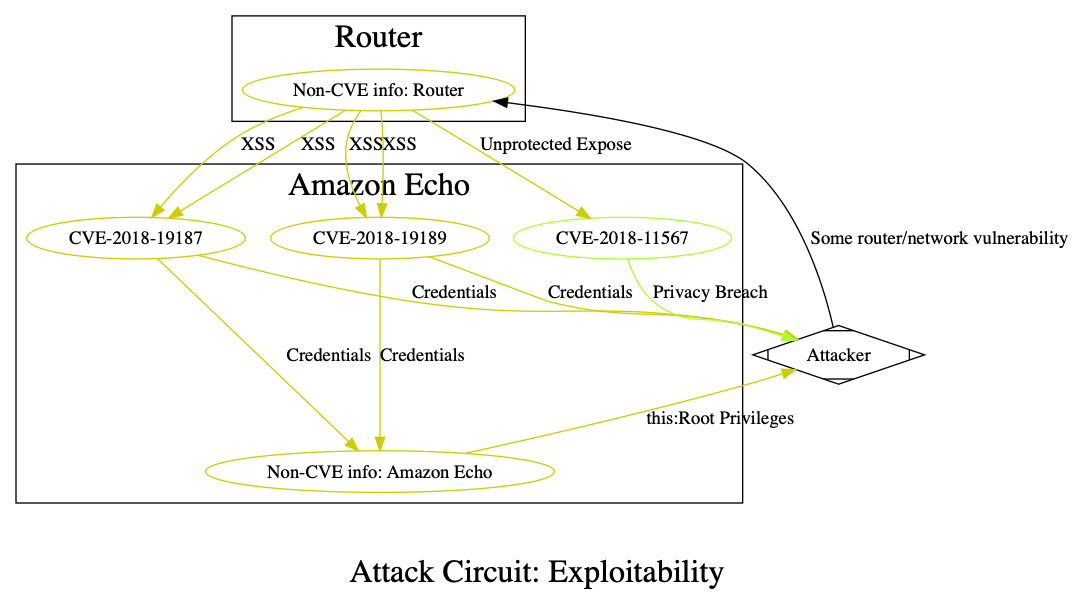 Router
Non-CVE info: Router
XSS
XSS
XSS
XSS
Unprotected Expose
Amazon Echo
CVE-2018-19187
CVE-2018-19189
CVE-2018-11567
Some router/network vulnerability
Credentials
Credentials
Privacy Breach
Credentials
Credentials
Attacker
this:Root Privileges
Non-CVE info: Amazon Echo
Attack Circuit: Exploitability